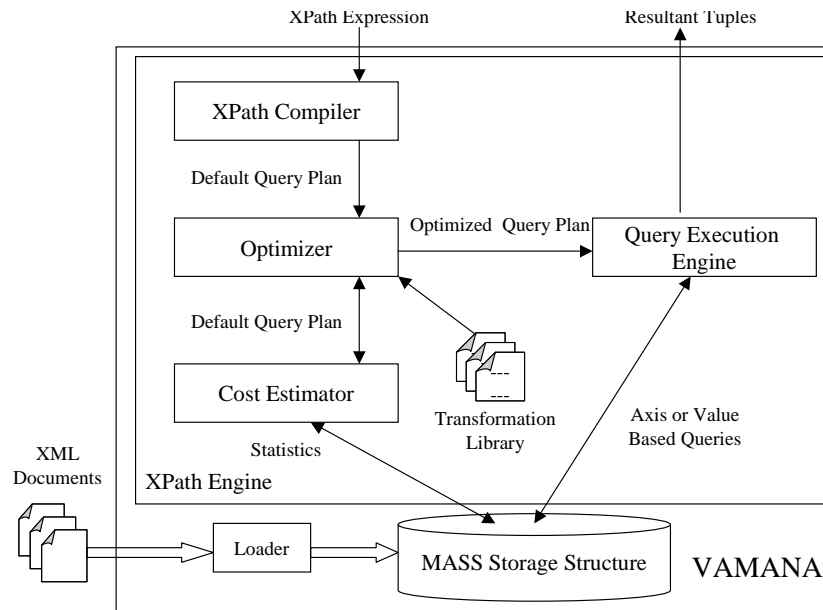 XPath Expression
Resultant Tuples
XPath Compiler
Default Query Plan
Optimizer
Optimized Query Plan
Query Execution
Engine
Default Query Plan
Cost Estimator
---
---
---
Transformation
Library
Axis or Value
Based Queries
Statistics
XML
Documents
XPath Engine
Loader
MASS Storage Structure
VAMANA